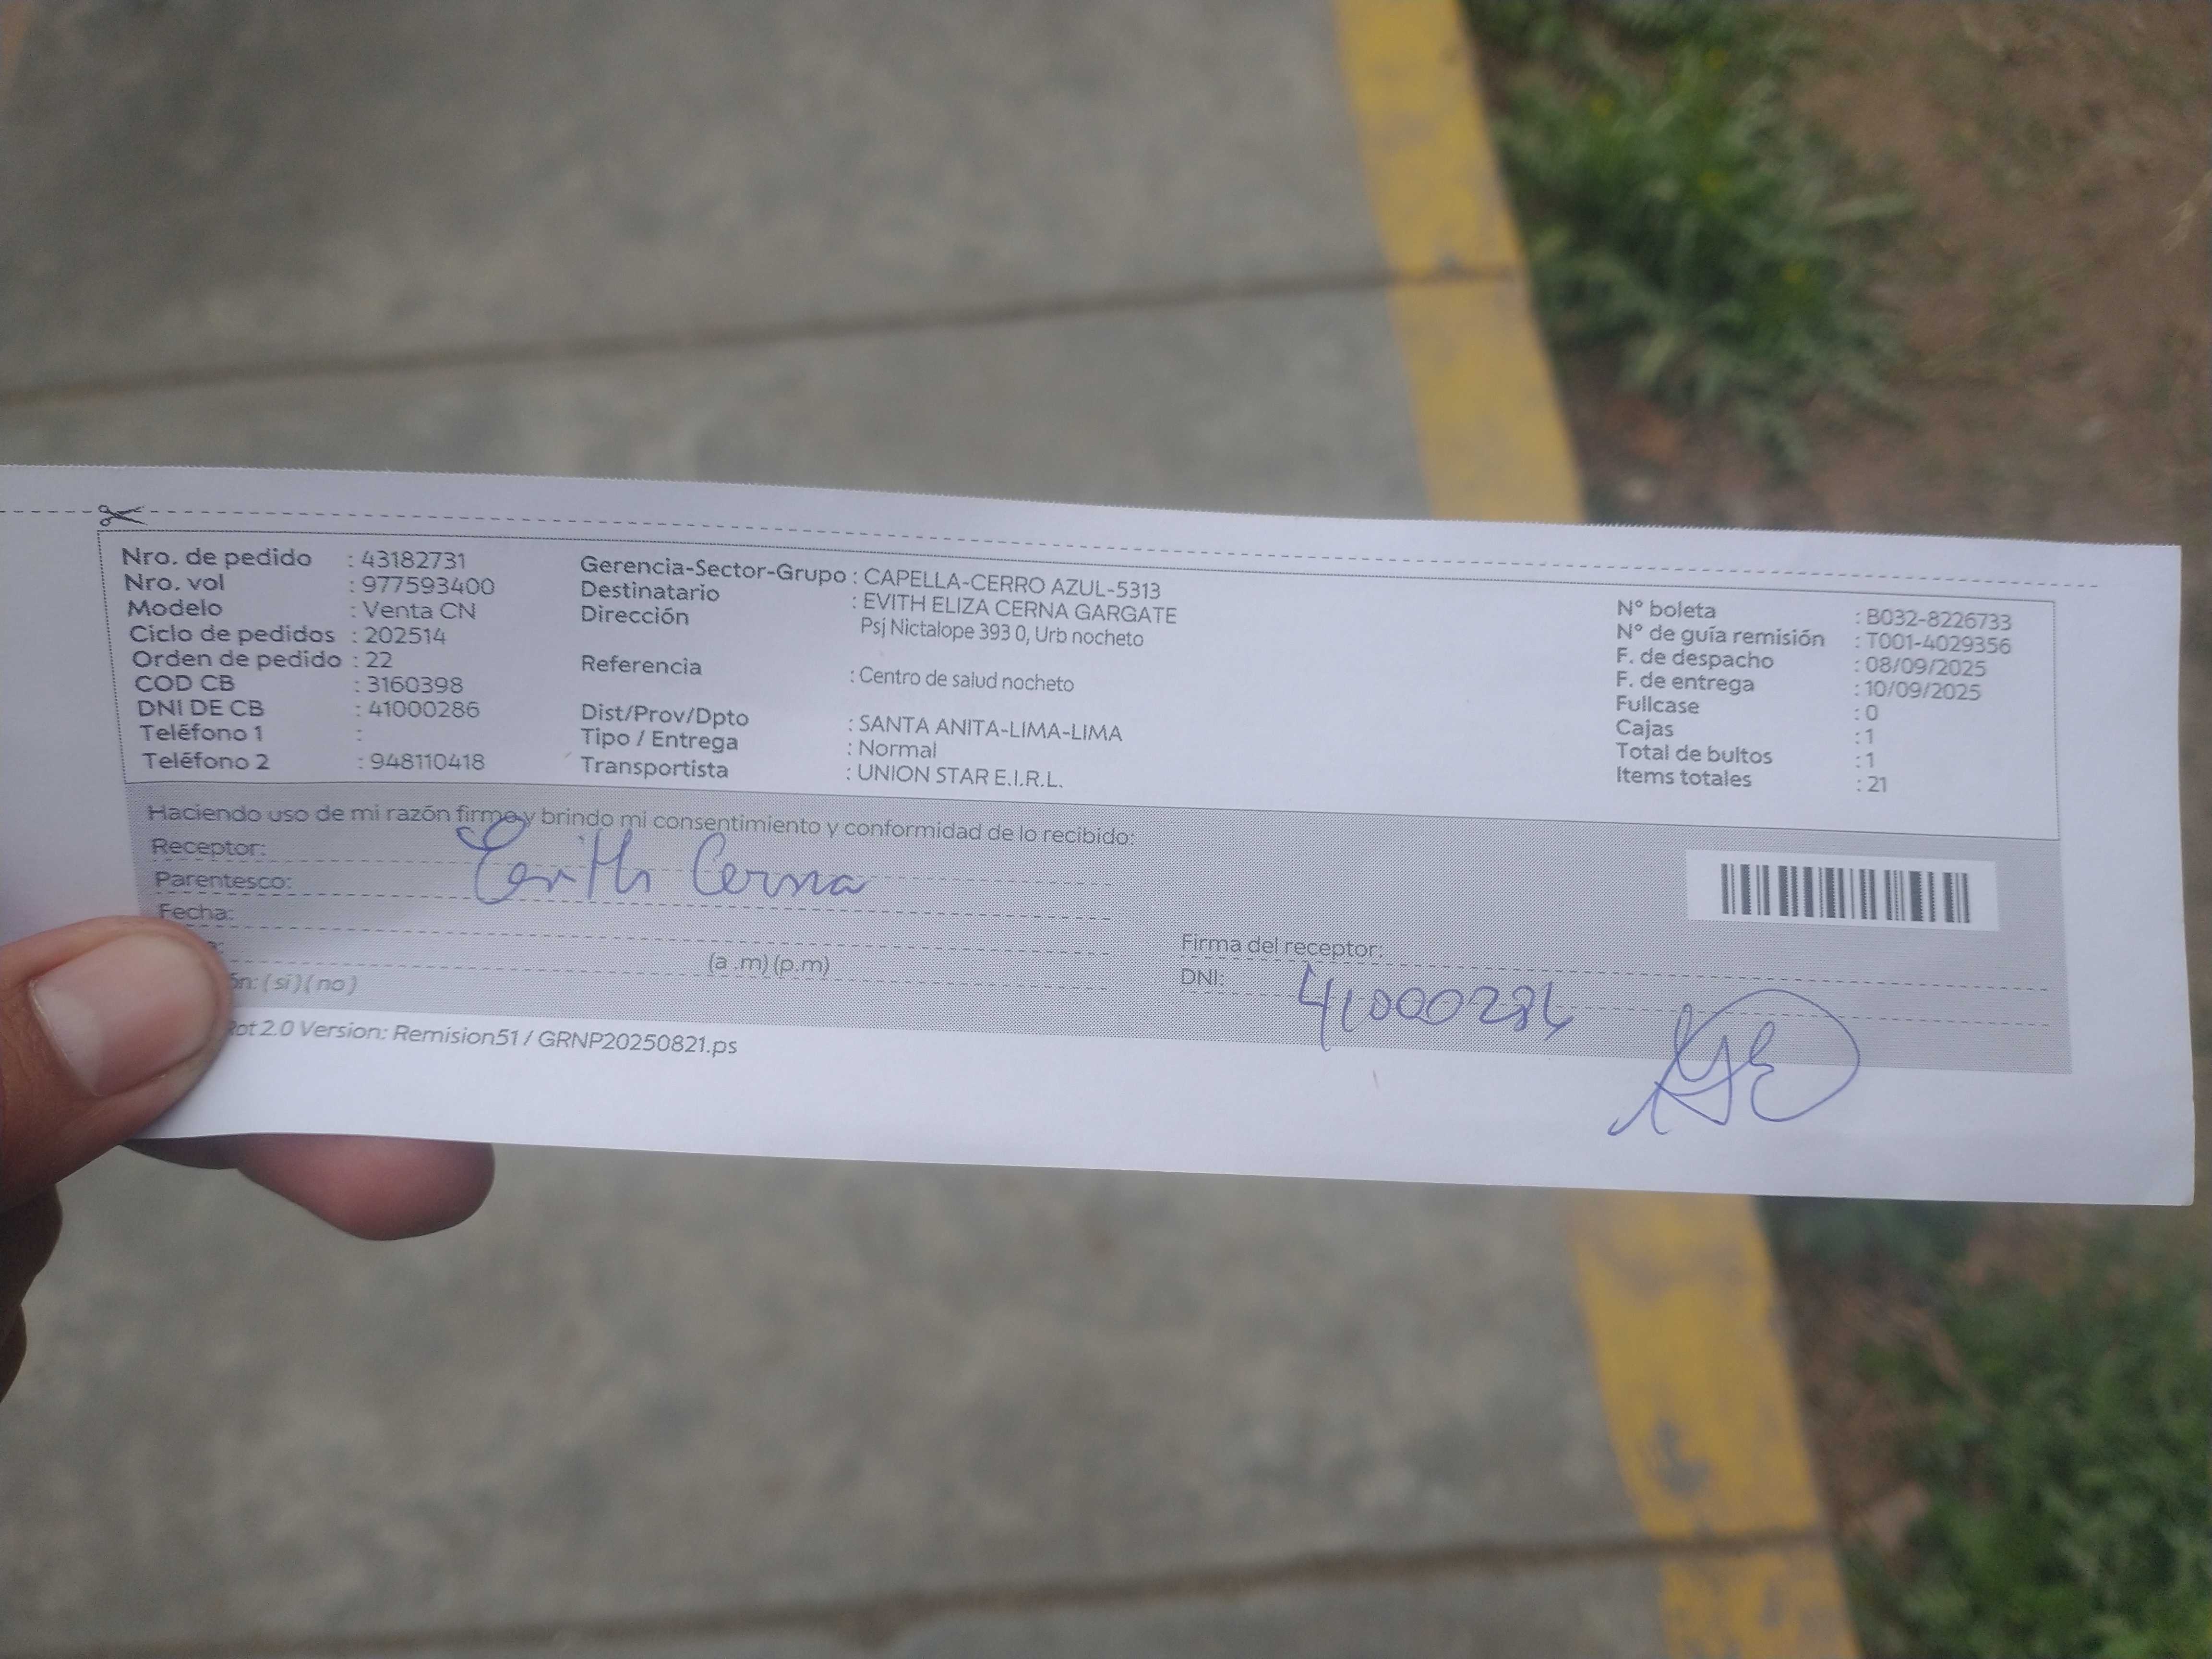 Nro. de pedido : 43182731
Nro. vol : 977593400
Modelo : Venta CN
Ciclo de pedidos : 202514
Orden de pedido : 22
COD CB : 3160398
DNI DE CB : 41000286
Teléfono 1 :
Teléfono 2 : 948110418
Gerencia-Sector-Grupo : CAPELLA-CERRO AZUL-5313
Destinatario : EVITH ELIZA CERNA GARGATE
Dirección Psj Nictalope 393 0, Urb nocheto
Referencia : Centro de salud nocheto
Dist/Prov/Dpto : SANTA ANITA-LIMA-LIMA
Tipo / Entrega : Normal
Transportista : UNION STAR E.I.R.L.
N° boleta : B032-8226733
N° de guía remisión : T001-4029356
F. de despacho : 08/09/2025
F. de entrega : 10/09/2025
Fullcase : 0
Cajas : 1
Total de bultos : 1
Items totales : 21
Haciendo uso de mi razón firmo y brindo mi consentimiento y conformidad de lo recibido:
Receptor: Evith Cerna
Parentesco:
Fecha:
(a .m) (p.m)
(si) (no)
Firma del receptor:
DNI: 41000286
2.0 Version: Remision51 / GRNP20250821.ps